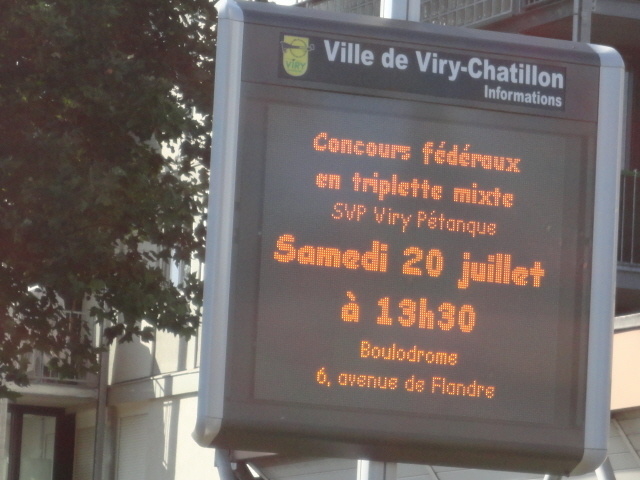 VIRY
Ville de Viry-Chatillon
Informations
Concours fédéraux
en triplette mixte
SVP Viry Pétanque
Samedi 20 juillet
à 13h30
Boulodrome
6, avenue de Flandre